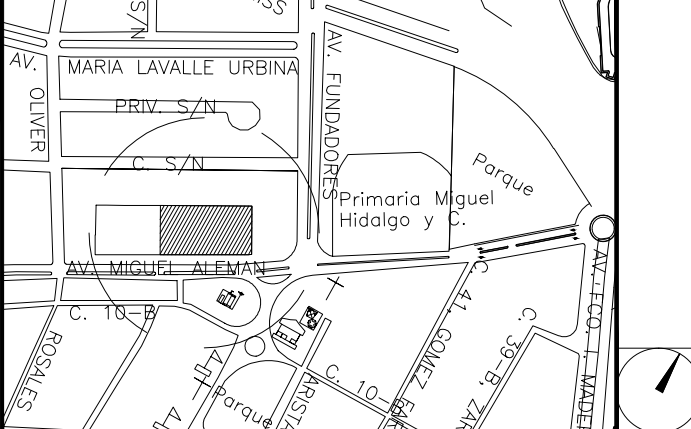 S/N
AV.
MARIA LAVALLE URBINA
OLIVER
AV. FUNDADORES
PRIV. S/N
C. S/N
Parque
Primaria Miguel
Hidalgo y C.
AV. MIGUEL ALEMAN
C. 10-B
ROSALES
C. 41, GOMEZ
C. 39-B, ZAR
AV. FCO. I. MADE
C. 10-
ARISTA
Parque